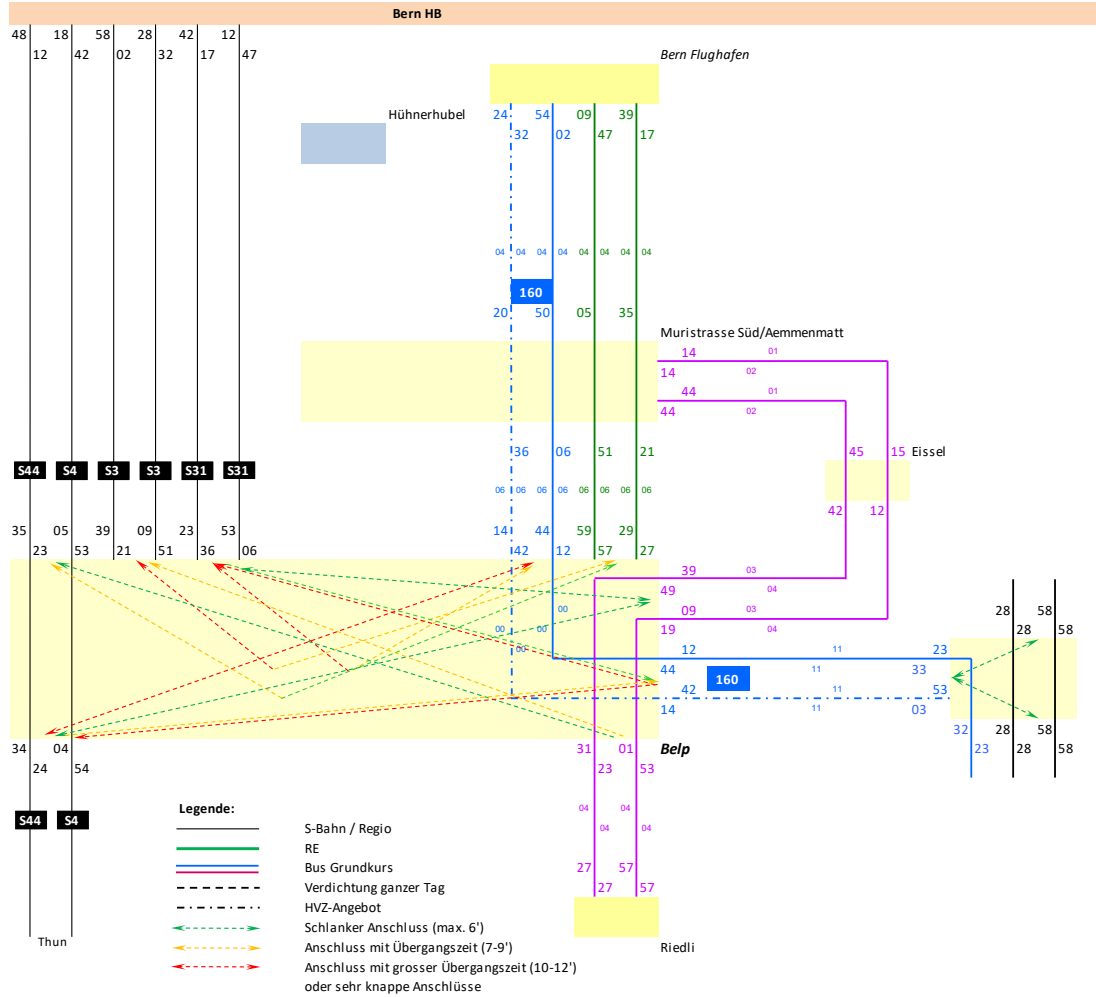 Bern HB
48 18 58 28 42 12
12 42 02 32 17 47
Bern Flughafen
Hühnerhubel
24 54 09 39
32 02 47 17
04 04 04 04 04 04 04 04
160
20 50 05 35
Muristrasse Süd/Aemmenmatt
14 01
14 02
44 01
44 02
36 06 51 21
45 15 Eissel
S44 S4 S3 S3 S31 S31
06 06 06 06 06 06 06 06
42 12
35 05 39 09 23 53
14 44 59 29
23 53 21 51 36 06
42 12 57 27
39 03
49 04
09 03
19 04
00
00 00
00
28 58
28 58
12 11 23
44 11 33
160
42 11 53
14 11 03
32 28 58
23 28 58
34 04 31 01 Belp
24 54 23 53
Legende:
04 04
S44 S4
S-Bahn / Regio
04 04
RE
Bus Grundkurs
27 57
Verdichtung ganzer Tag
27 57
HVZ-Angebot
Schlanker Anschluss (max. 6')
Thun
Anschluss mit Übergangszeit (7-9')
Riedli
Anschluss mit grosser Übergangszeit (10-12')
oder sehr knappe Anschlüsse